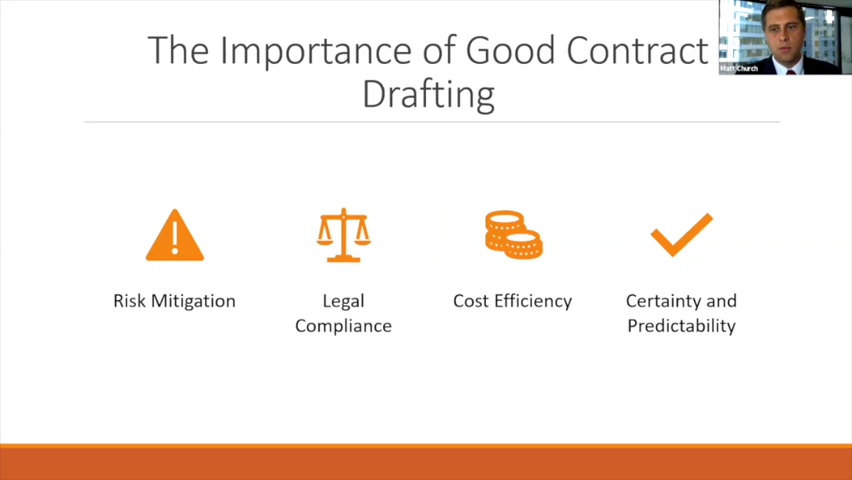 The Importance of Good Contract
Drafting
Matt Church
Risk Mitigation
Legal
Compliance
Cost Efficiency
Certainty and
Predictability